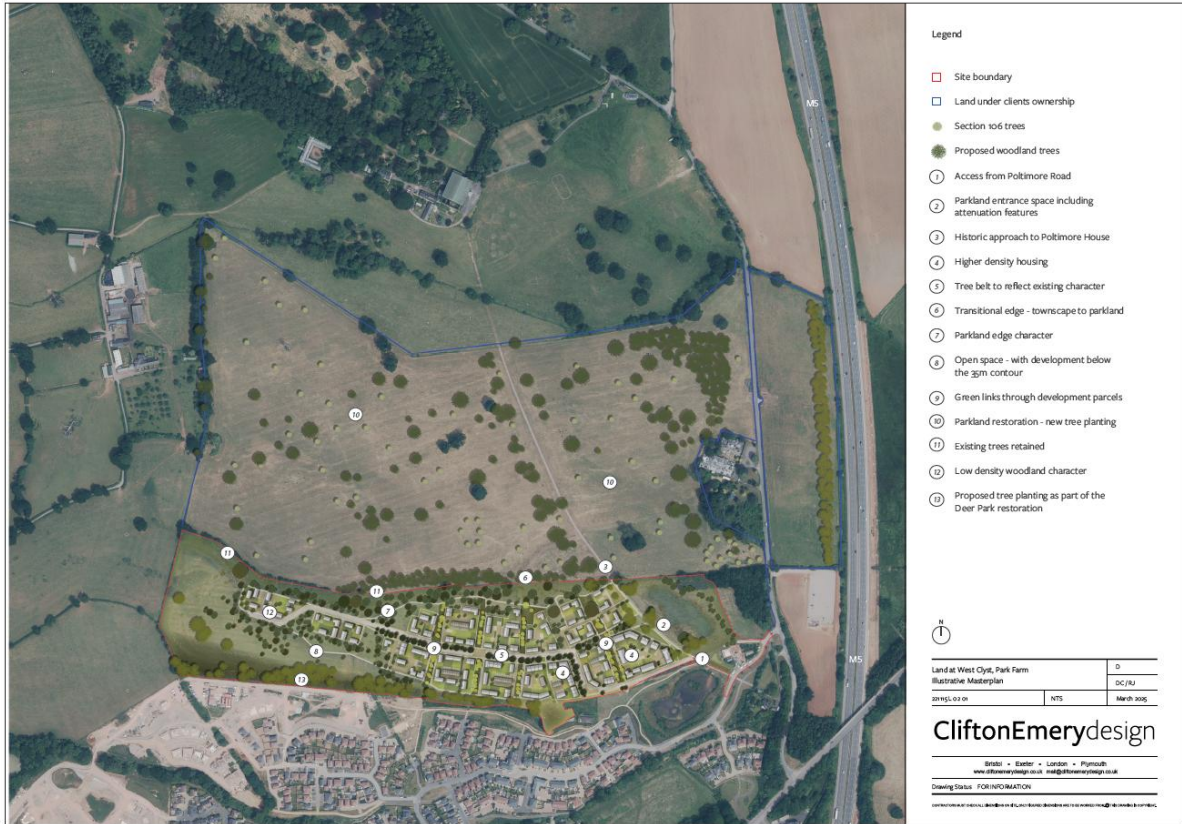 M5
10
10
11
3
6
11
7
12
2
9
9
5
4
8
1
4
13
M5
Legend
Site boundary
Land under clients ownership
Section 106 trees
Proposed woodland trees
1 Access from Poltimore Road
2 Parkland entrance space including
attenuation features
3 Historic approach to Poltimore House
4 Higher density housing
5 Tree belt to reflect existing character
6 Transitional edge - townscape to parkland
7 Parkland edge character
8 Open space - with development below
the 35m contour
9 Green links through development parcels
10 Parkland restoration - new tree planting
11 Existing trees retained
12 Low density woodland character
13 Proposed tree planting as part of the
Deer Park restoration
N
Land at West Clyst, Park Farm
Illustrative Masterplan
D
DC/RJ
NTS
March 2025
CliftonEmerydesign
Bristol • Exeter • London • Plymouth
www.cliftonemerydesign.co.uk mail@cliftonemerydesign.co.uk
Drawing Status FOR INFORMATION